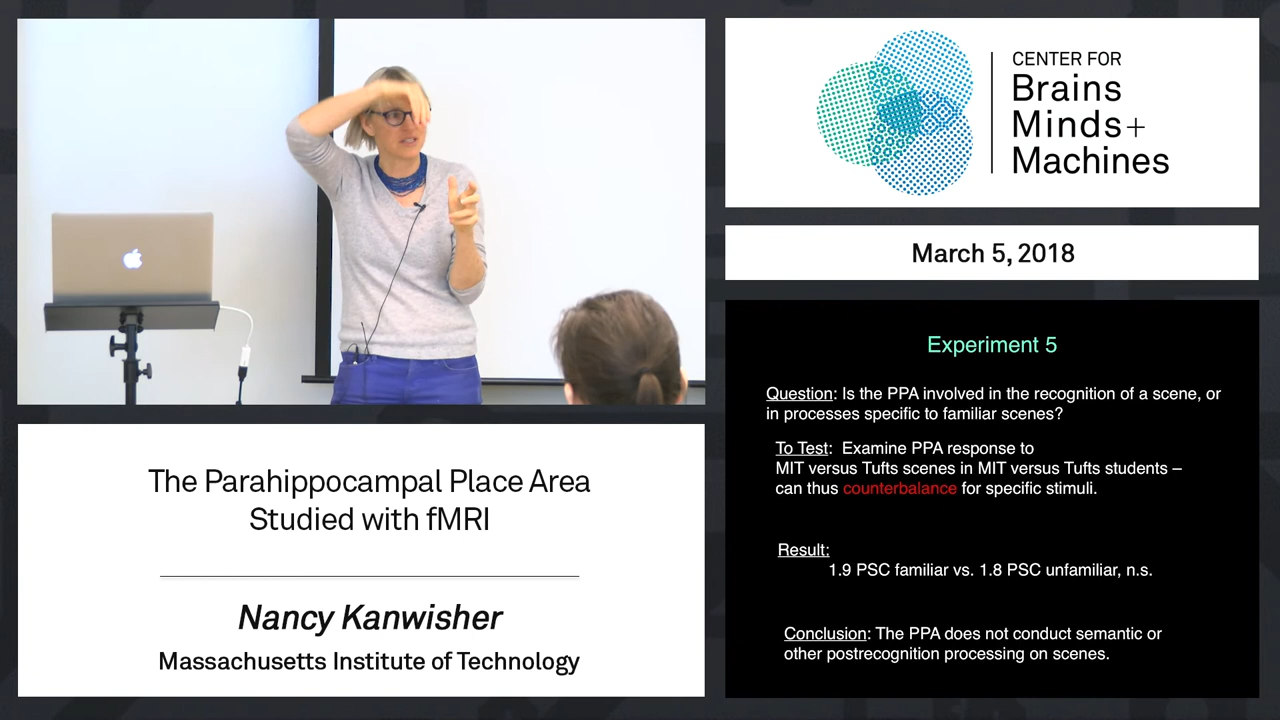 CENTER FOR
Brains
Minds+
Machines
March 5, 2018
The Parahippocampal Place Area
Studied with fMRI
Nancy Kanwisher
Massachusetts Institute of Technology
Experiment 5
Question: Is the PPA involved in the recognition of a scene, or
in processes specific to familiar scenes?
To Test: Examine PPA response to
MIT versus Tufts scenes in MIT versus Tufts students –
can thus counterbalance for specific stimuli.
Result:
1.9 PSC familiar vs. 1.8 PSC unfamiliar, n.s.
Conclusion: The PPA does not conduct semantic or
other postrecognition processing on scenes.